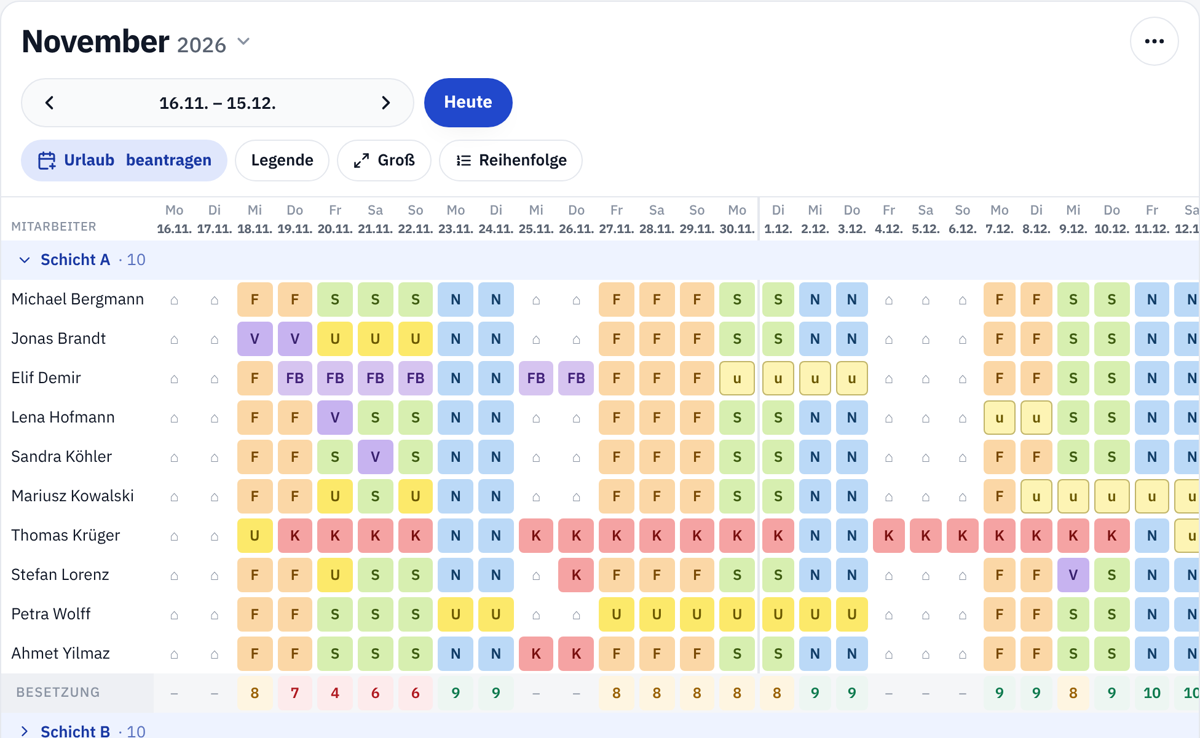 November 2026
16.11. – 15.12.
Heute
Urlaub beantragen Legende Groß Reihenfolge
Mo Di Mi Do Fr Sa So Mo Di Mi Do Fr Sa So Mo Di Mi Do Fr Sa So Mo Di Mi Do Fr Sa
MITARBEITER 16.11. 17.11. 18.11. 19.11. 20.11. 21.11. 22.11. 23.11. 24.11. 25.11. 26.11. 27.11. 28.11. 29.11. 30.11. 1.12. 2.12. 3.12. 4.12. 5.12. 6.12. 7.12. 8.12. 9.12. 10.12. 11.12. 12.1
Schicht A · 10
Michael Bergmann F F S S S N N F F F S S N N F F S S N N
Jonas Brandt V V U U U N N F F F S S N N F F S S N N
Elif Demir F FB FB FB FB N N FB FB F F F u u u u F F S S N N
Lena Hofmann F F V S S N N F F F S S N N u u S S N N
Sandra Köhler F F S V S N N F F F S S N N F F S S N N
Mariusz Kowalski F F U S U N N F F F S S N N F u u u u u
Thomas Krüger U K K K K N N K K K K K K K N N K K K K K K K N u
Stefan Lorenz F F U S S N N K F F F S S N N F F V S N N
Petra Wolff F F S S S U U U U U U U U U F F S S N N
Ahmet Yilmaz F F S S S N N K K F F F S S N N F F S S N N
BESETZUNG – – 8 7 4 6 6 9 9 – – 8 8 8 8 8 9 9 – – – 9 9 8 9 10 10
Schicht B · 10